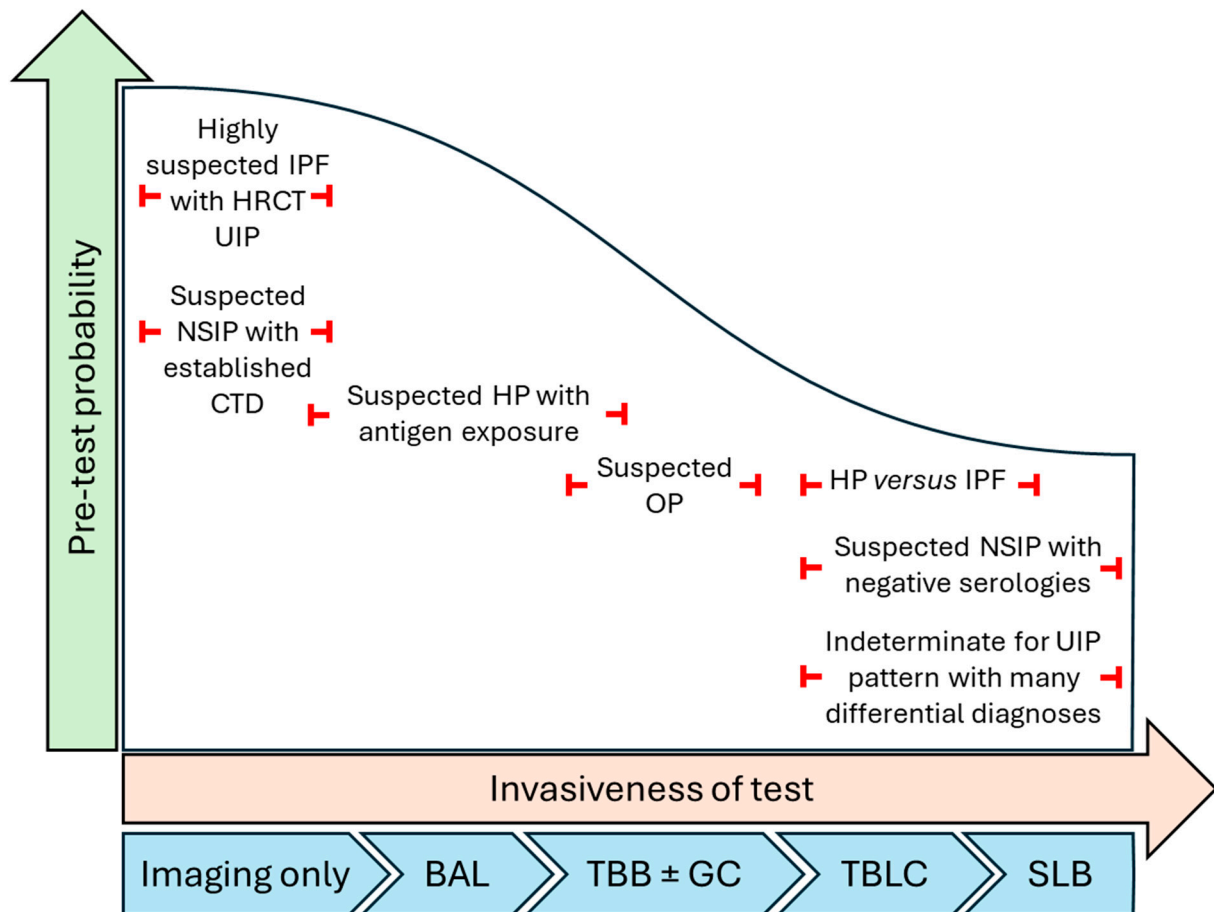 Pre-test probability
Highly
suspected IPF
with HRCT
UIP
Suspected
NSIP with
established
CTD
Suspected HP with
antigen exposure
Suspected
OP
HP versus IPF
Suspected NSIP with
negative serologies
Indeterminate for UIP
pattern with many
differential diagnoses
Invasiveness of test
Imaging only
BAL
TBB ± GC
TBLC
SLB